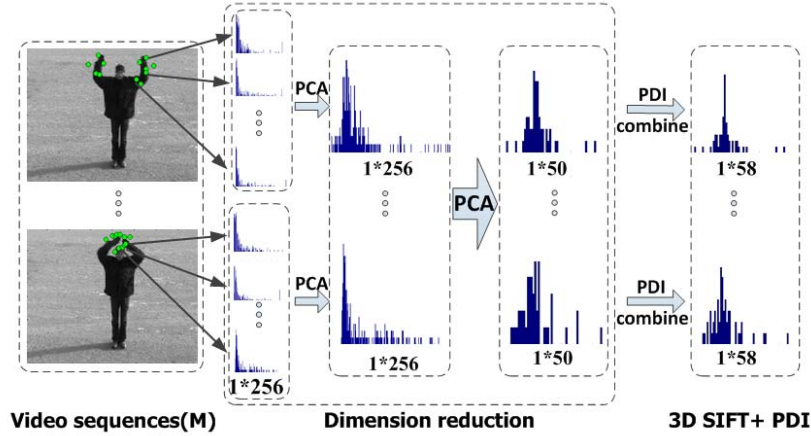 PCA
1*256
1*50
PDI
combine
1*58
PCA
PCA
1*256
1*256
1*50
PDI
combine
1*58
Video sequences(M)
Dimension reduction
3D SIFT+ PDI